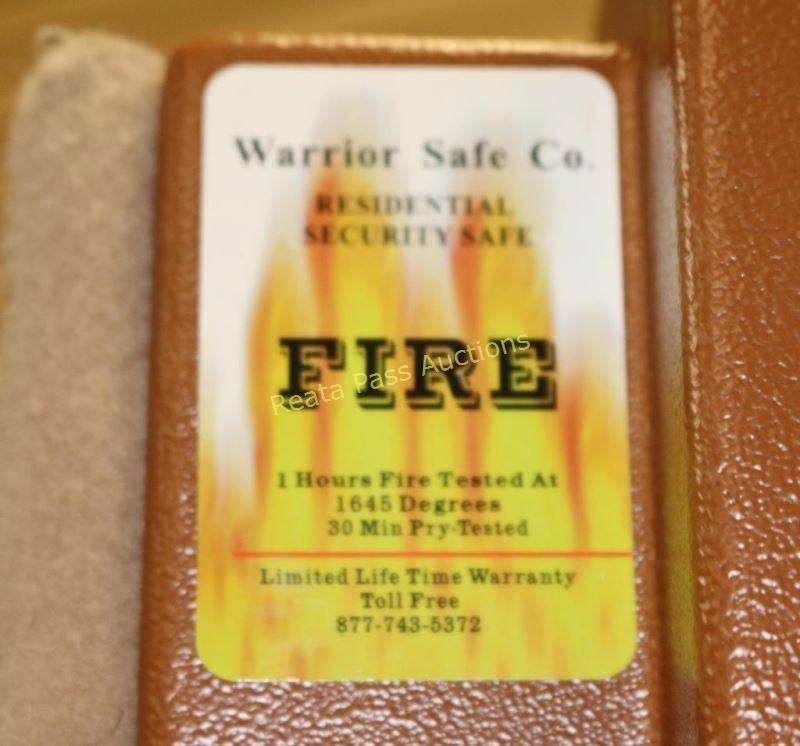 Warrior Safe Co.
RESIDENTIAL
SECURITY SAFE
FIRE
Reata Pass Auctions
1 Hours Fire Tested At
1645 Degrees
30 Min Pry-Tested
Limited Life Time Warranty
Toll Free
877-743-5372